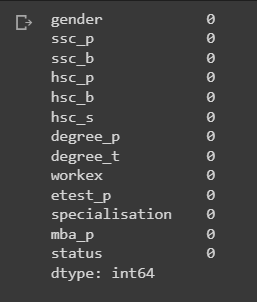 gender 0
ssc_p 0
ssc_b 0
hsc_p 0
hsc_b 0
hsc_s 0
degree_p 0
degree_t 0
workex 0
etest_p 0
specialisation 0
mba_p 0
status 0
dtype: int64